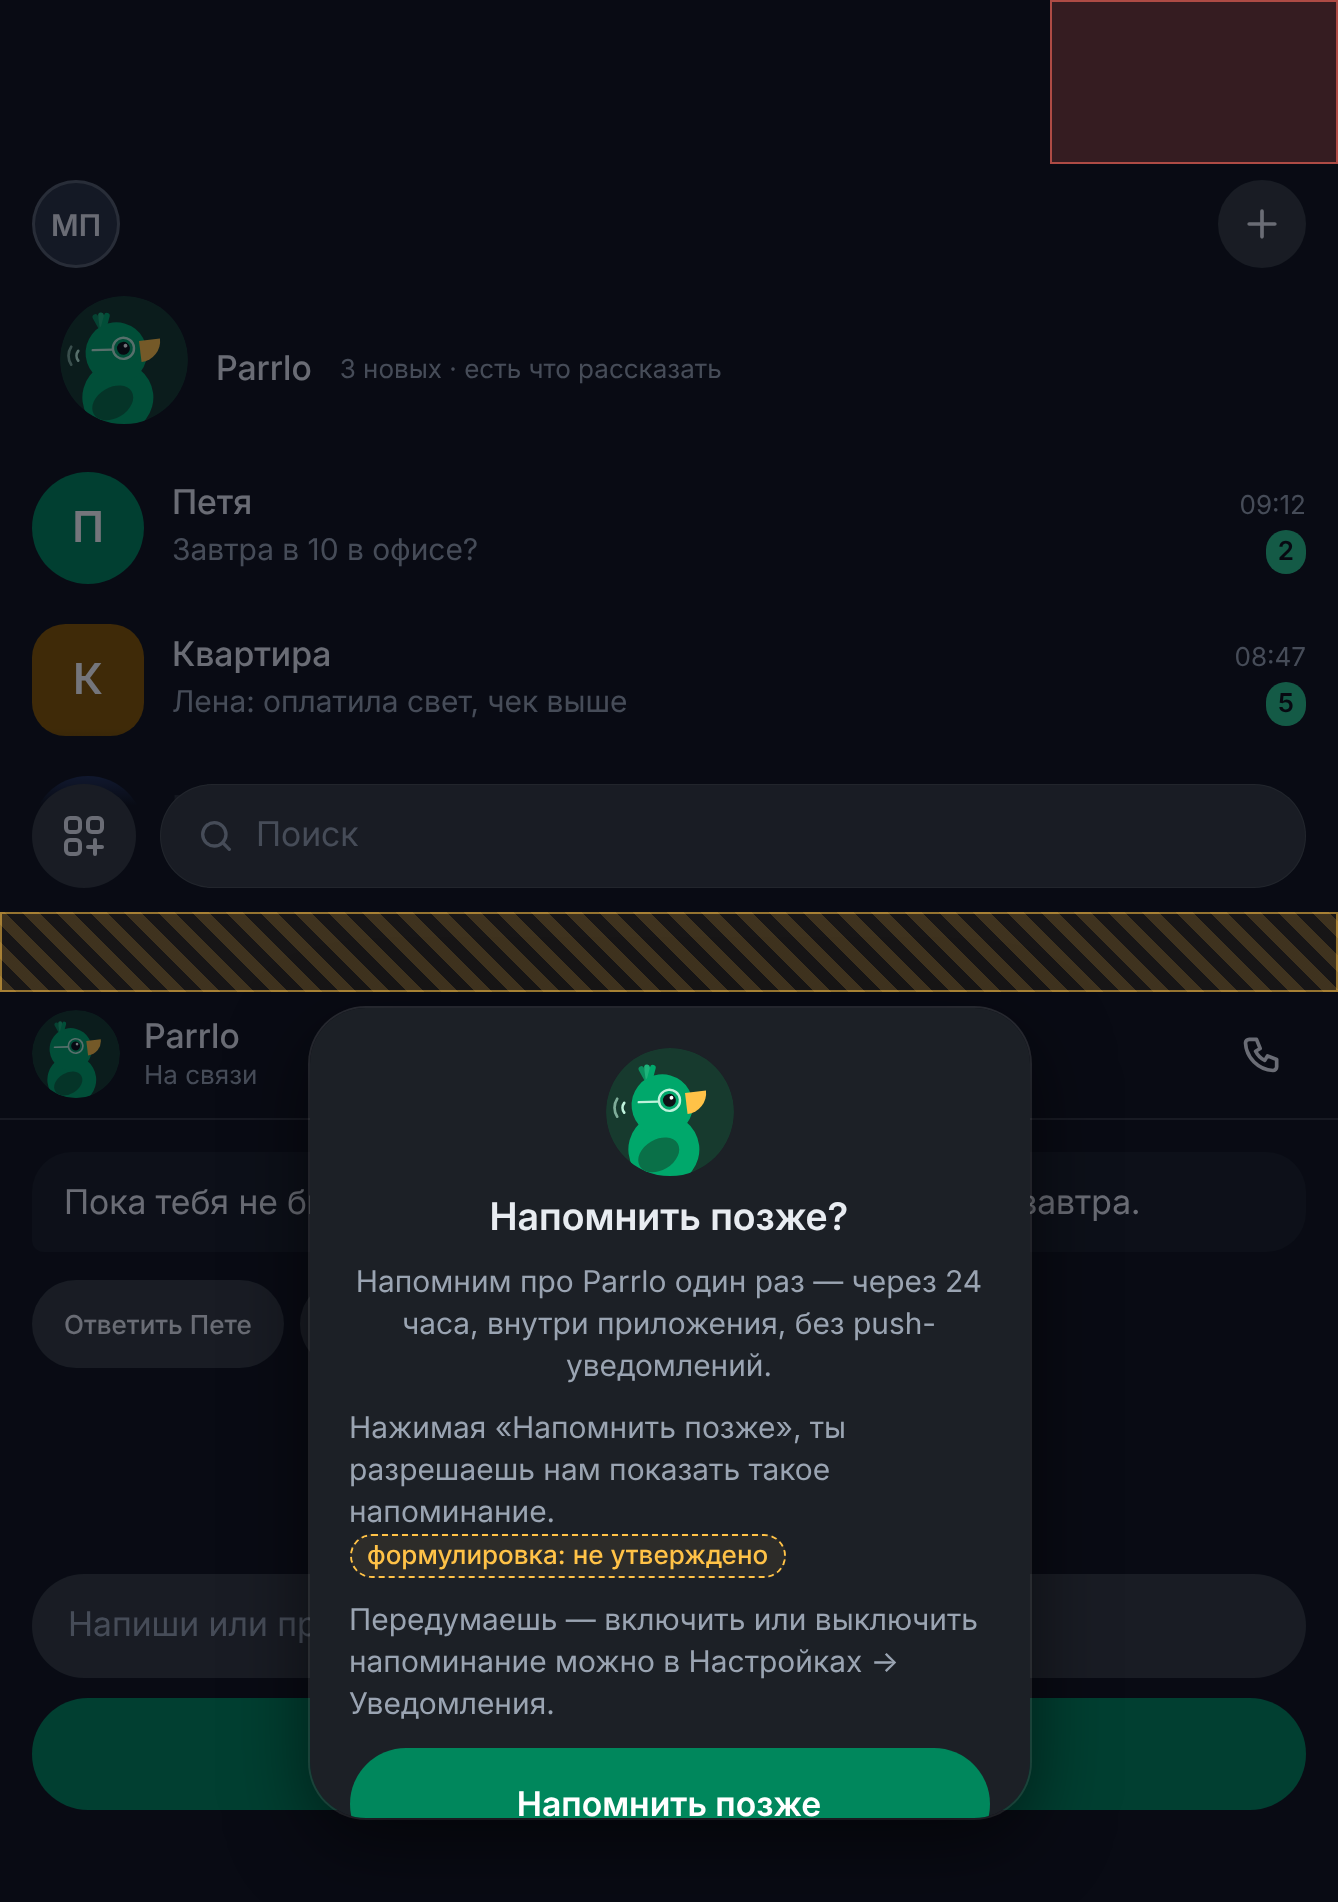 МП
Parrlo 3 новых · есть что рассказать
П Петя 09:12
Завтра в 10 в офисе? 2
К Квартира 08:47
Лена: оплатила свет, чек выше 5
Поиск
Parrlo
На связи
Напомнить позже?
Пока тебя не завтра.
Напомним про Parrlo один раз — через 24
часа, внутри приложения, без push-
уведомлений.
Ответить Пете
Нажимая «Напомнить позже», ты
разрешаешь нам показать такое
напоминание.
формулировка: не утверждено
Напиши или
Передумаешь — включить или выключить
напоминание можно в Настройках →
Уведомления.
Напомнить позже